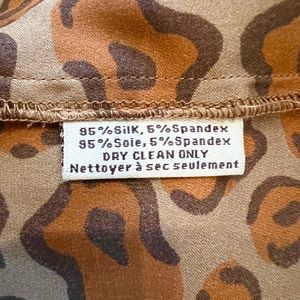 95% Silk, 5% Spandex
95% Soie, 5% Spandex
DRY CLEAN ONLY
Nettoyer à sec seulement